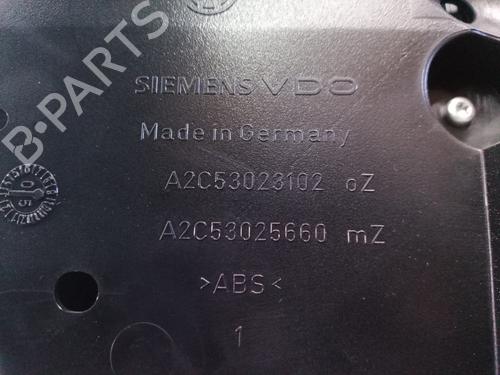 B-PARTS
SIEMENS VDO
Made in Germany
A2C53023102 oZ
A2C53025660 mZ
>ABS<
1